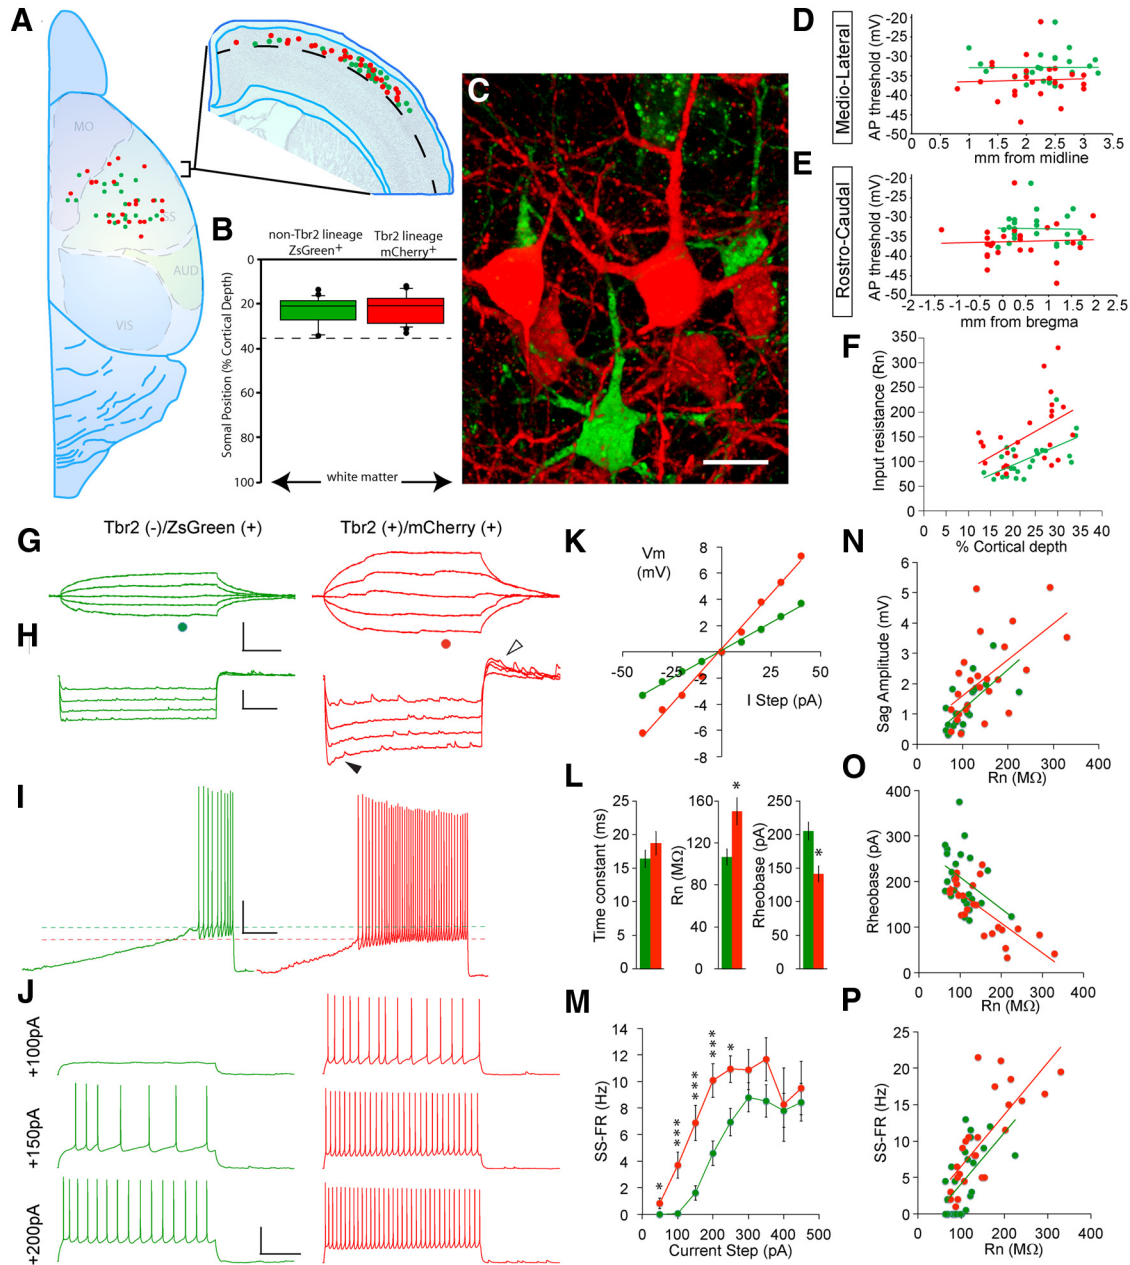 A
MO
SS
AUD
VIS
B
non-Tbr2 lineage
ZsGreen+
Tbr2 lineage
mCherry+
Somal Position (% Cortical Depth)
0
20
40
60
80
100
white matter
C
D
Medio-Lateral
AP threshold (mV)
-20
-25
-30
-35
-40
-45
-50
0 0.5 1 1.5 2 2.5 3 3.5
mm from midline
E
Rostro-Caudal
AP threshold (mV)
-20
-25
-30
-35
-40
-45
-50
-2 -1.5 -1 -0.5 0 0.5 1 1.5 2 2.5
mm from bregma
F
Input resistance (Rn)
350
300
250
200
150
100
50
0
0 5 10 15 20 25 30 35 40
% Cortical depth
G
Tbr2 (-)/ZsGreen (+)
Tbr2 (+)/mCherry (+)
H
I
J
+100pA
+150pA
+200pA
K
Vm
(mV)
8
6
4
2
-2
-4
-6
-8
-50 -25 25 50
I Step (pA)
L
Time constant (ms)
25
20
15
10
5
0
Rn (MΩ)
160
120
80
40
0
*
Rheobase (pA)
250
200
150
100
50
0
*
M
SS-FR (Hz)
14
12
10
8
6
4
2
0
* *** *** *** *
0 100 200 300 400 500
Current Step (pA)
N
Sag Amplitude (mV)
6
5
4
3
2
1
0
0 100 200 300 400
Rn (MΩ)
O
Rheobase (pA)
400
300
200
100
0
0 100 200 300 400
Rn (MΩ)
P
SS-FR (Hz)
25
20
15
10
5
0
0 100 200 300 400
Rn (MΩ)